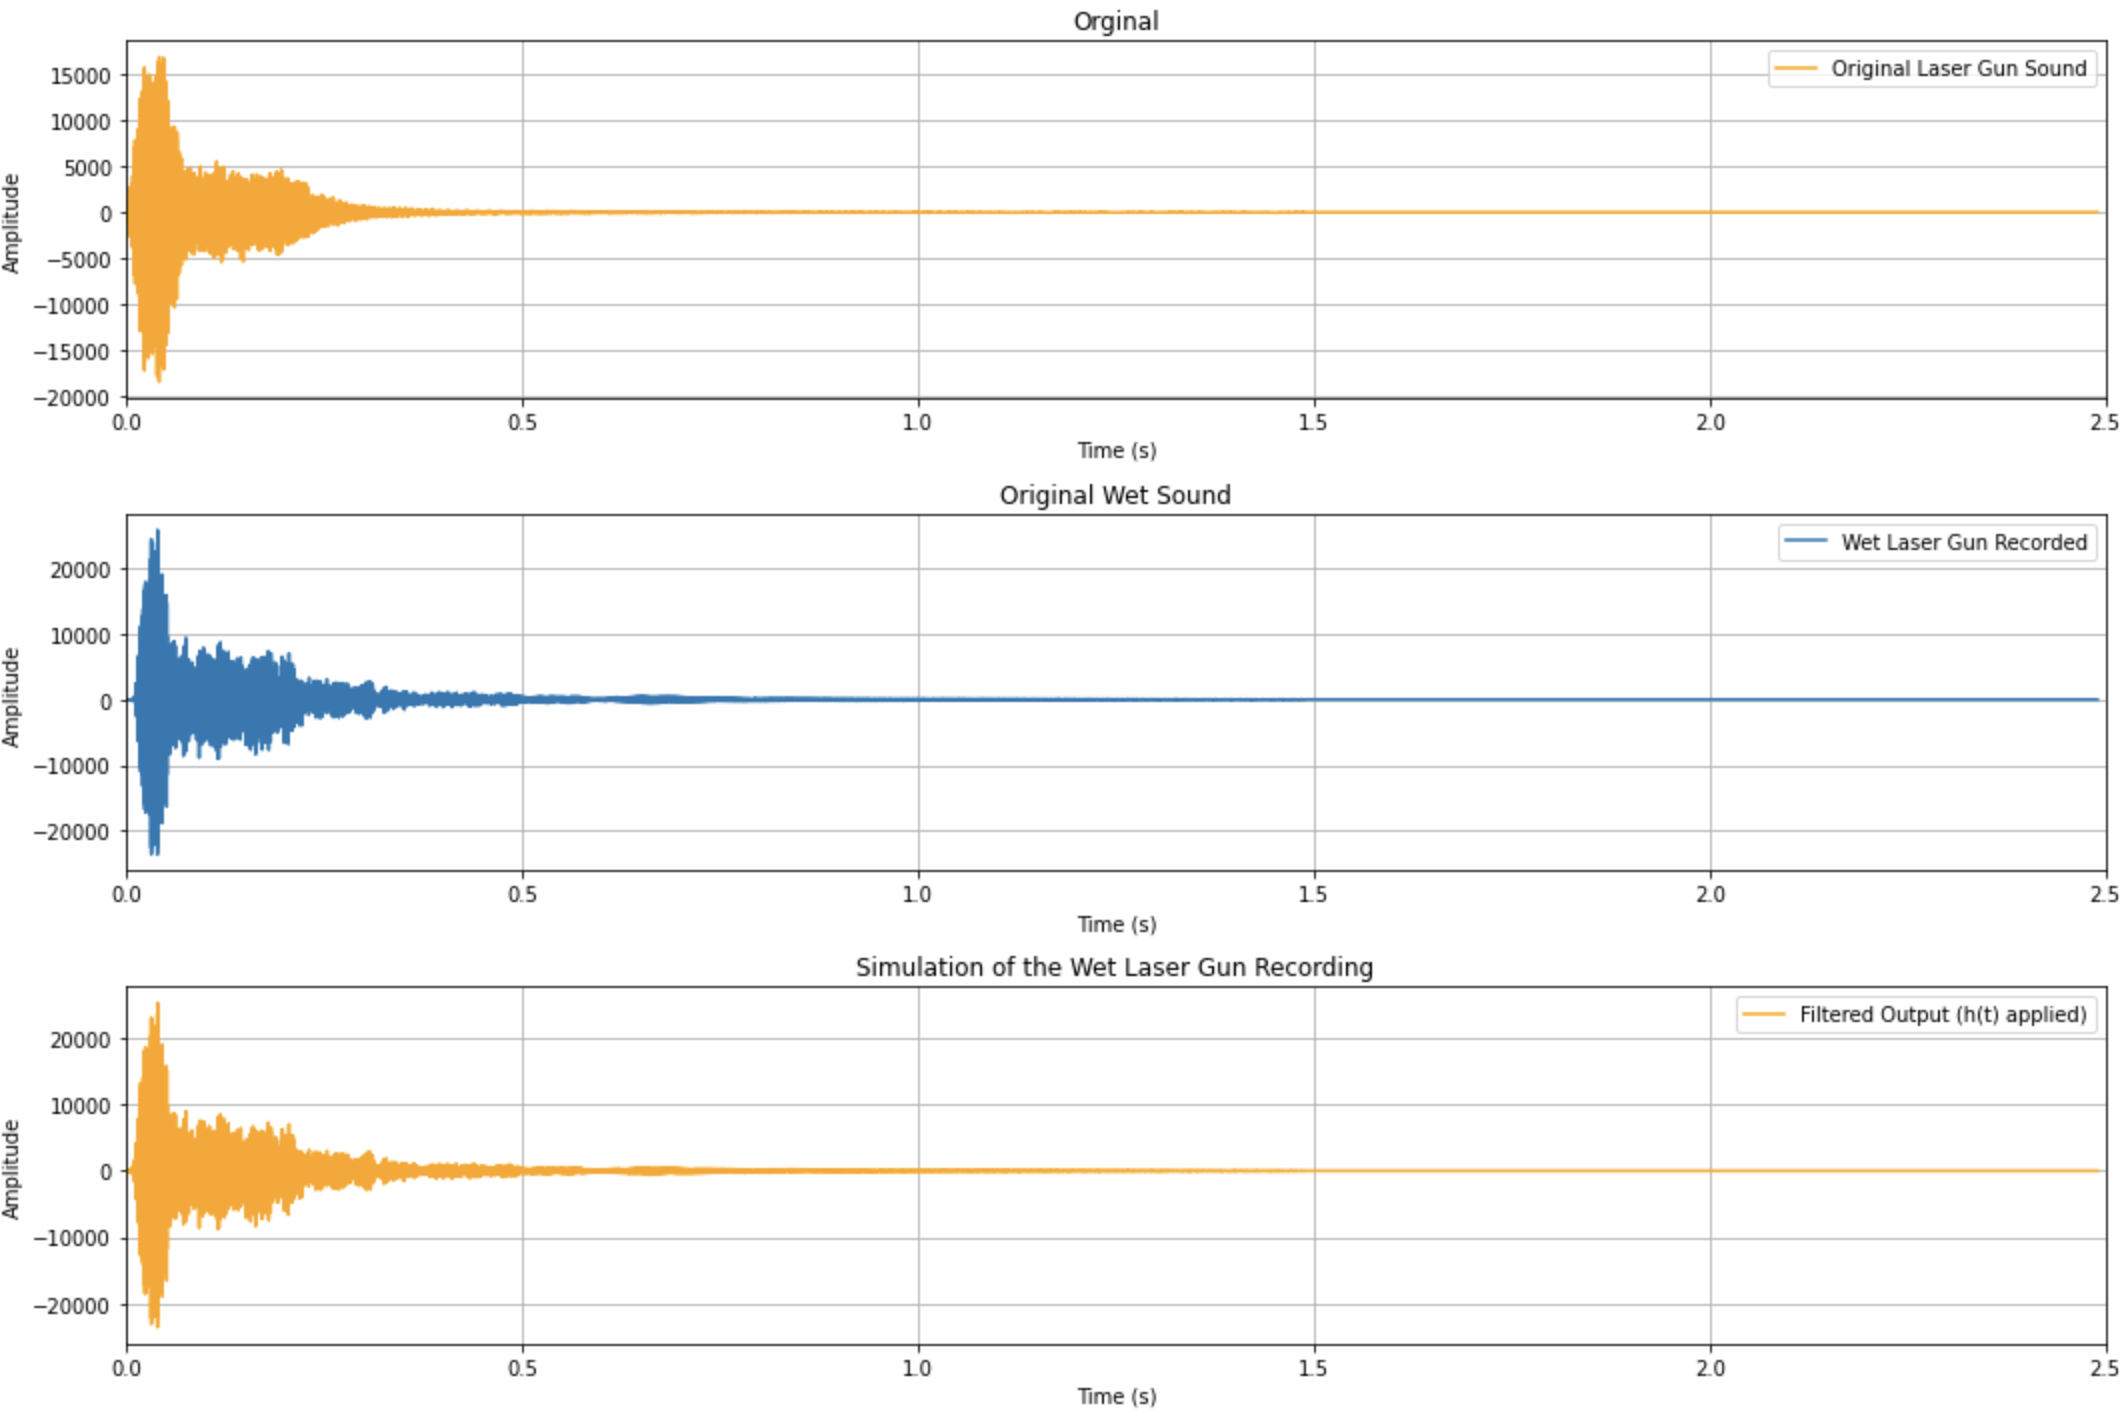 Orginal
Original Laser Gun Sound
15000
10000
5000
0
−5000
−10000
−15000
−20000
Amplitude
0.0 0.5 1.0 1.5 2.0 2.5
Time (s)
Original Wet Sound
Wet Laser Gun Recorded
20000
10000
0
−10000
−20000
Amplitude
0.0 0.5 1.0 1.5 2.0 2.5
Time (s)
Simulation of the Wet Laser Gun Recording
Filtered Output (h(t) applied)
20000
10000
0
−10000
−20000
Amplitude
0.0 0.5 1.0 1.5 2.0 2.5
Time (s)